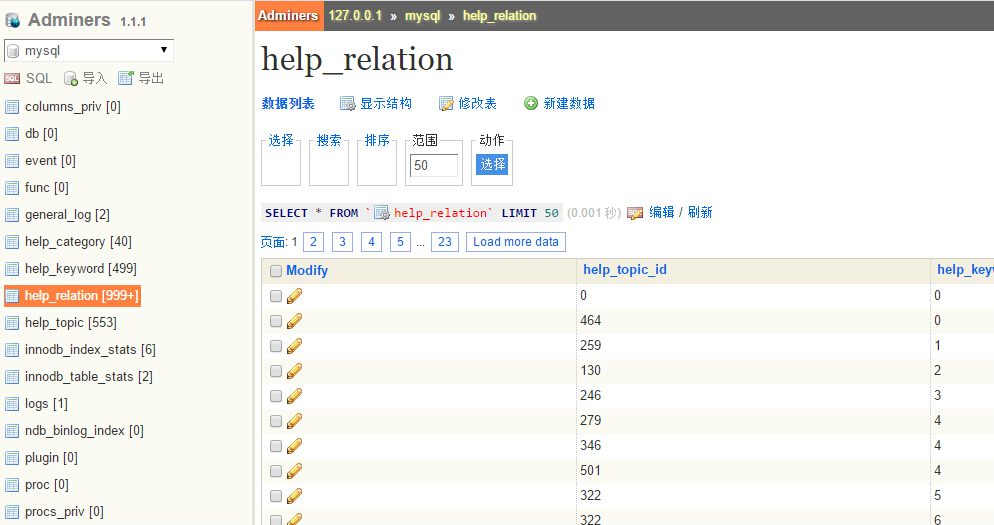 Adminers 1.1.1
mysql
SQL 导入 导出
columns_priv [0]
db [0]
event [0]
func [0]
general_log [2]
help_category [40]
help_keyword [499]
help_relation [999+]
help_topic [553]
innodb_index_stats [6]
innodb_table_stats [2]
logs [1]
ndb_binlog_index [0]
plugin [0]
proc [0]
procs_priv [0]
Adminers 127.0.0.1 » mysql » help_relation
help_relation
数据列表 显示结构 修改表 新建数据
选择 搜索 排序 范围 动作
50 选择
SELECT * FROM `help_relation` LIMIT 50 (0.001 秒) 编辑 / 刷新
页面: 1 2 3 4 5 ... 23 Load more data
Modify help_topic_id help_key
0 0
464 0
259 1
130 2
246 3
279 4
346 4
501 4
322 5
322 6